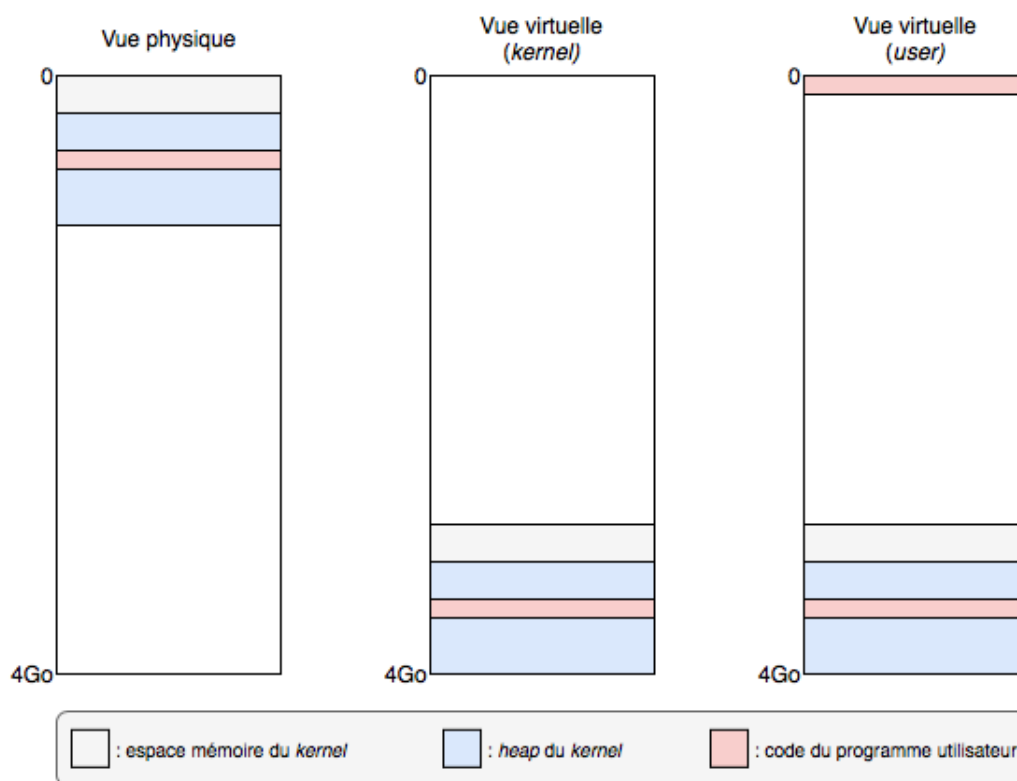 Vue physique
Vue virtuelle
(kernel)
Vue virtuelle
(user)
0
0
0
4Go
4Go
4Go
: espace mémoire du kernel
: heap du kernel
: code du programme utilisateur